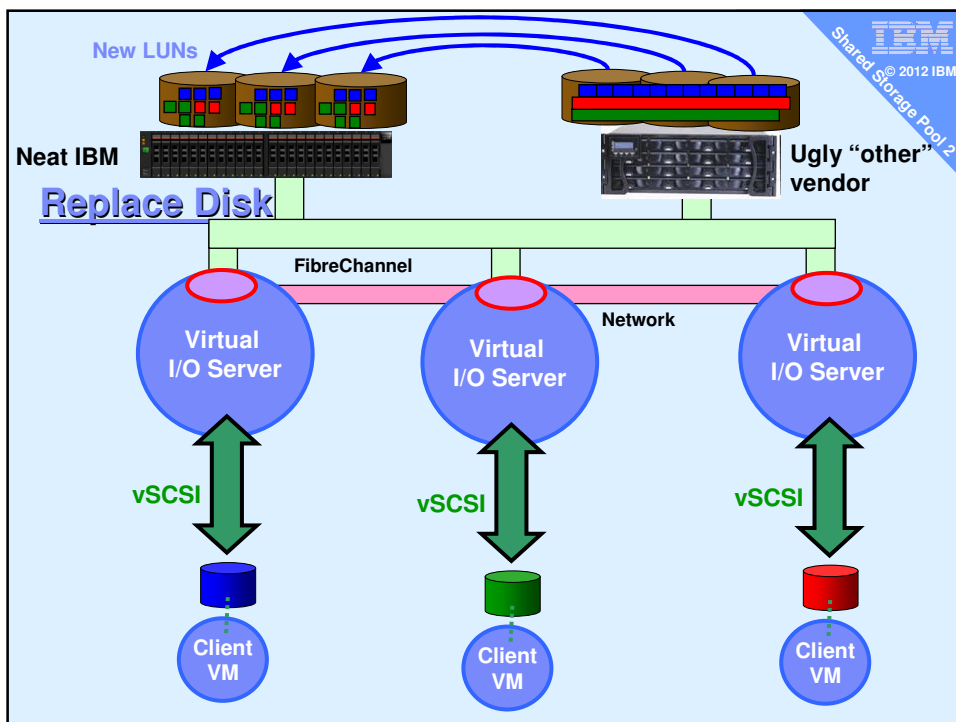 New LUNs
IBM
© 2012 IBM
Shared Storage Pool 2
Neat IBM
Ugly “other”
vendor
Replace Disk
FibreChannel
Network
Virtual
I/O Server
Virtual
I/O Server
Virtual
I/O Server
vSCSI
vSCSI
vSCSI
Client
VM
Client
VM
Client
VM